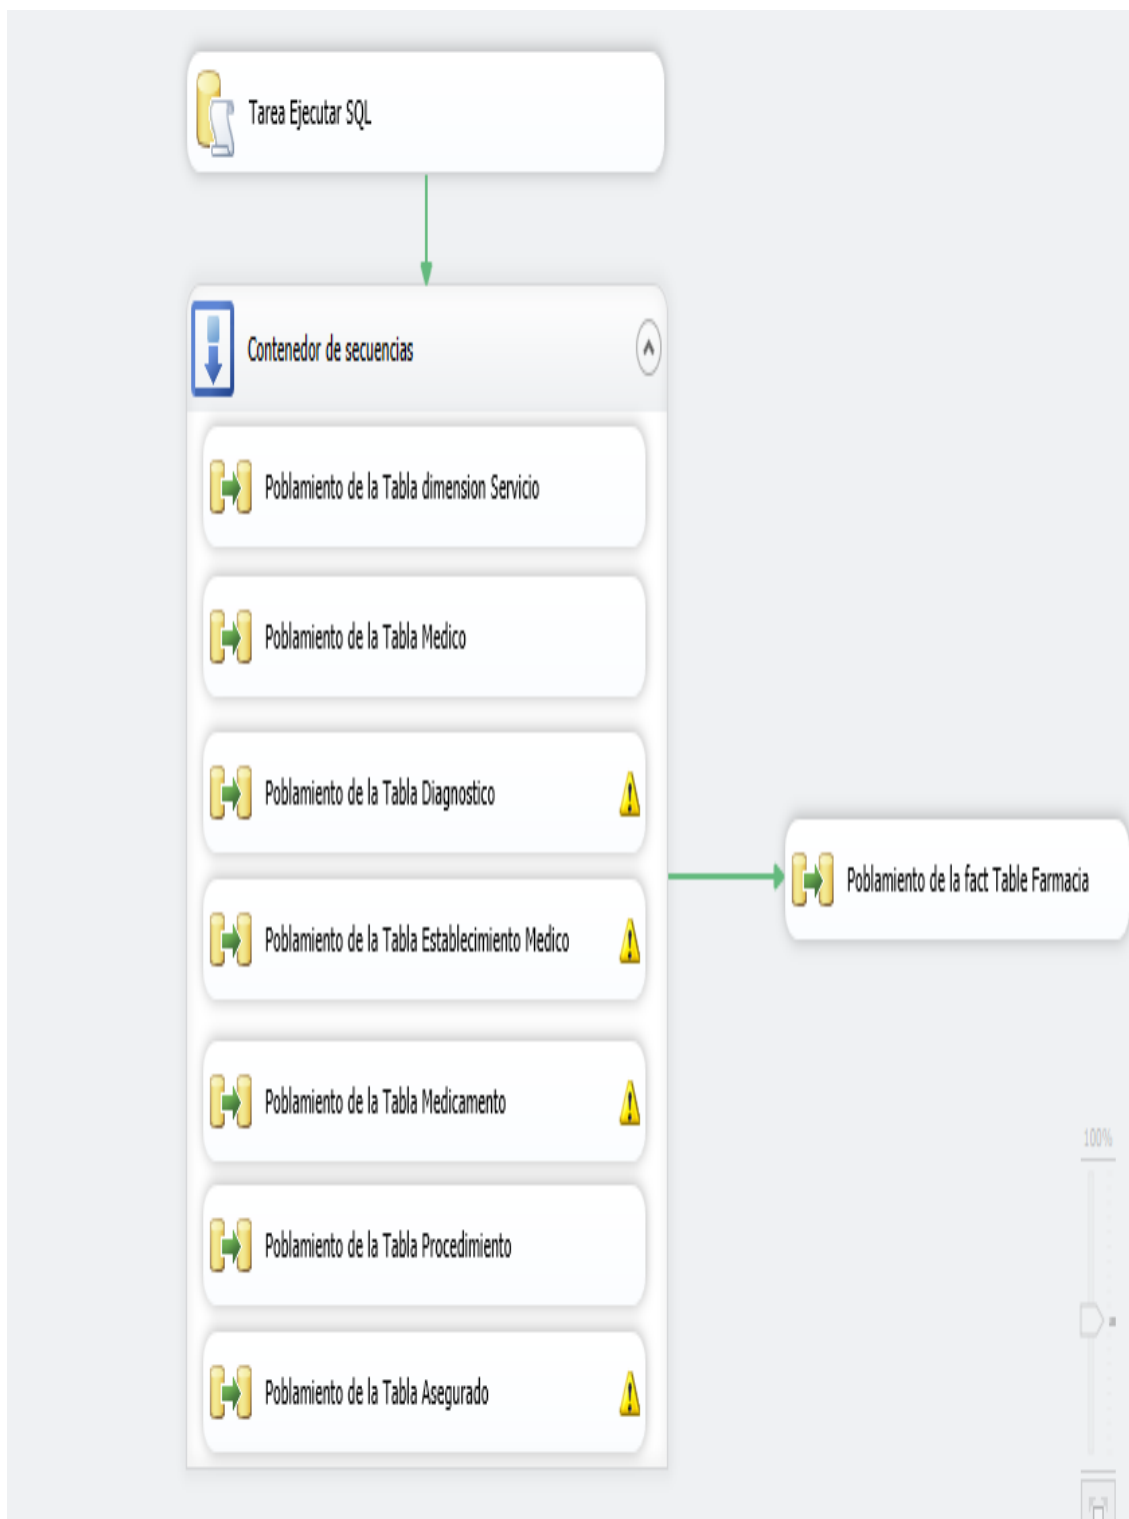 Tarea Ejecutar SQL
Contenedor de secuencias
Poblamiento de la Tabla dimension Servicio
Poblamiento de la Tabla Medico
Poblamiento de la Tabla Diagnostico
Poblamiento de la fact Table Farmacia
Poblamiento de la Tabla Establecimiento Medico
Poblamiento de la Tabla Medicamento
100%
Poblamiento de la Tabla Procedimiento
Poblamiento de la Tabla Asegurado